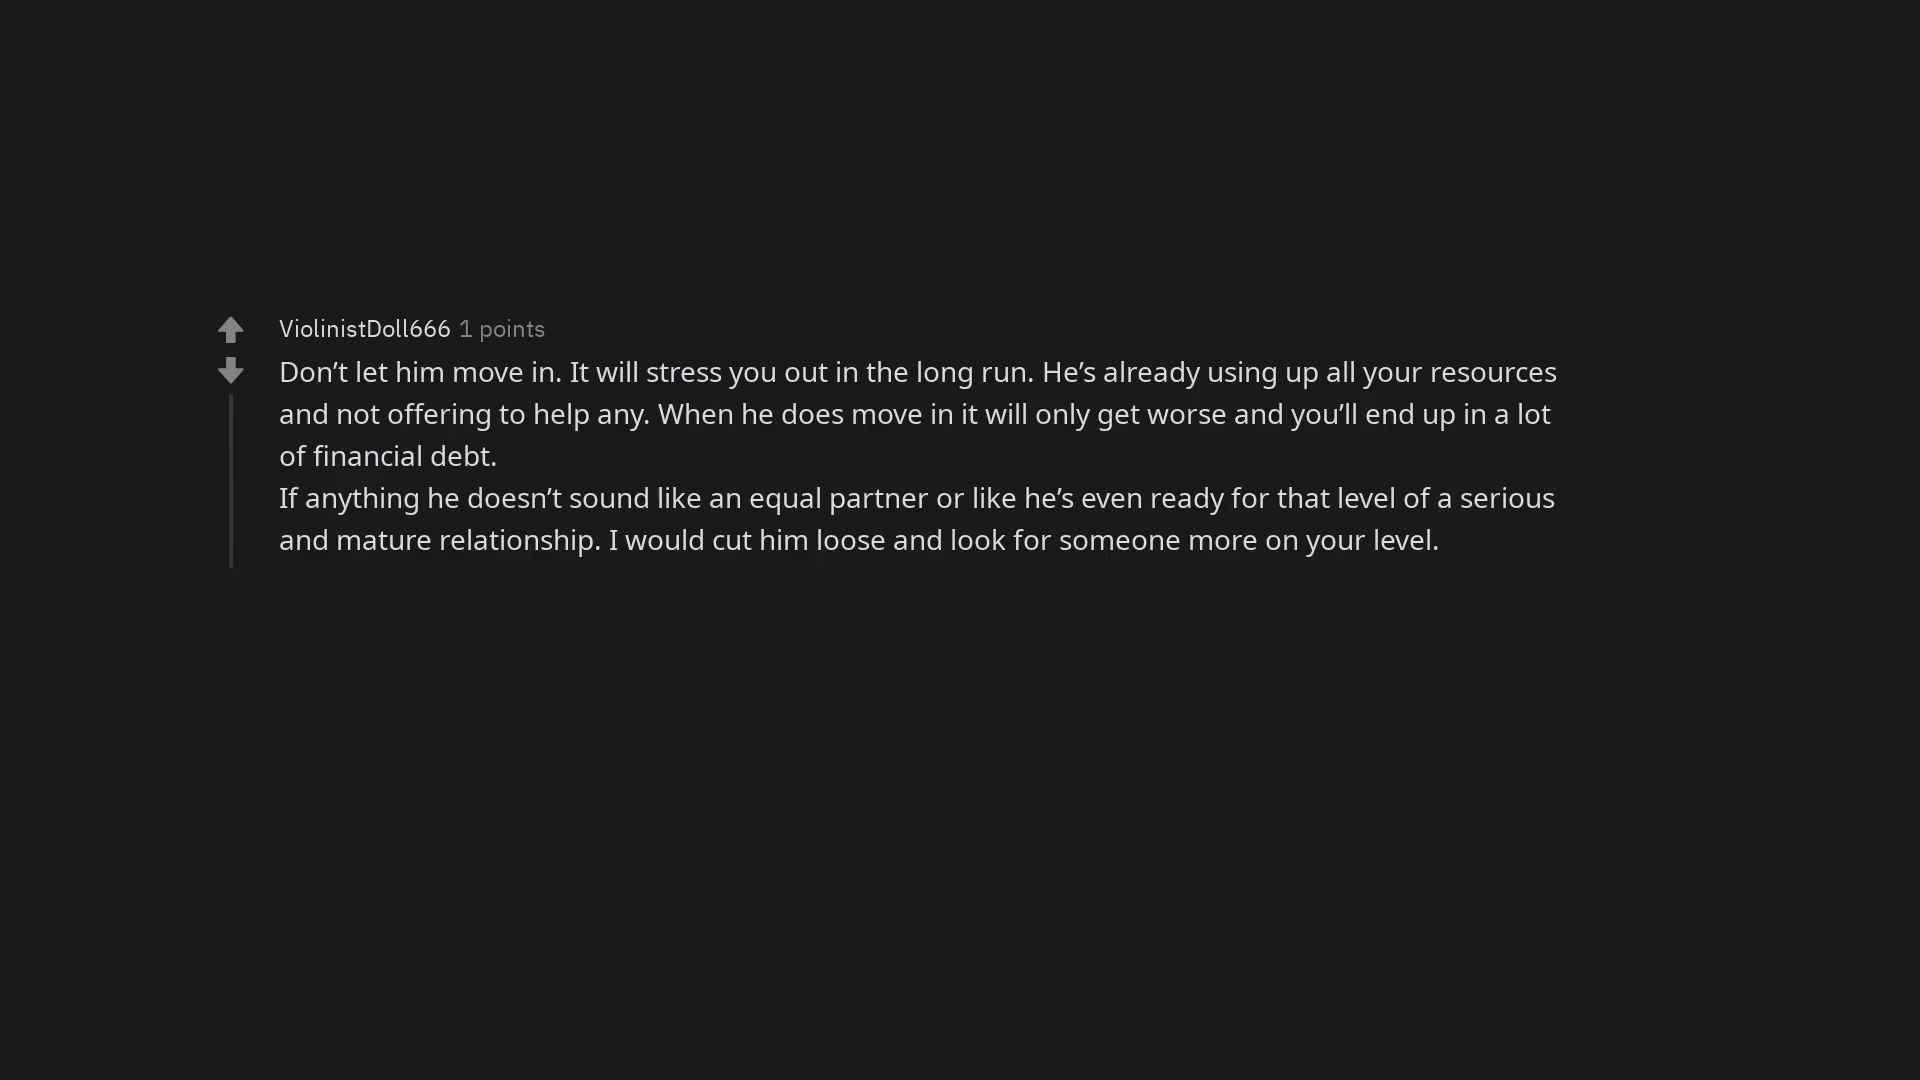 ViolinistDoll666 1 points
Don’t let him move in. It will stress you out in the long run. He’s already using up all your resources
and not offering to help any. When he does move in it will only get worse and you’ll end up in a lot
of financial debt.
If anything he doesn’t sound like an equal partner or like he’s even ready for that level of a serious
and mature relationship. I would cut him loose and look for someone more on your level.